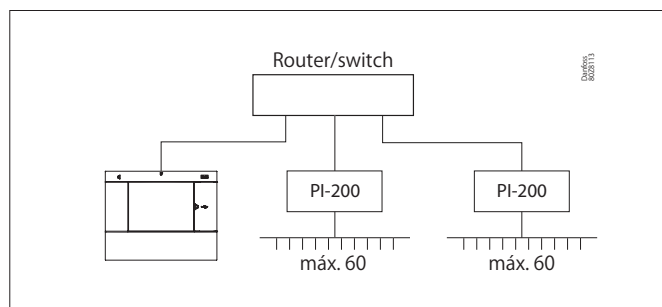 Router/switch
Danfoss
80Z8113
PI-200
PI-200
máx. 60
máx. 60